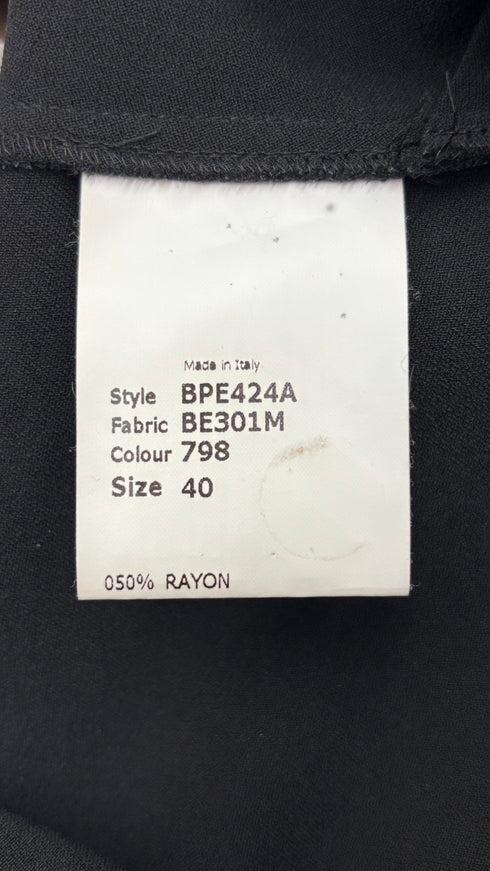 Made in Italy
Style BPE424A
Fabric BE301M
Colour 798
Size 40
050% RAYON